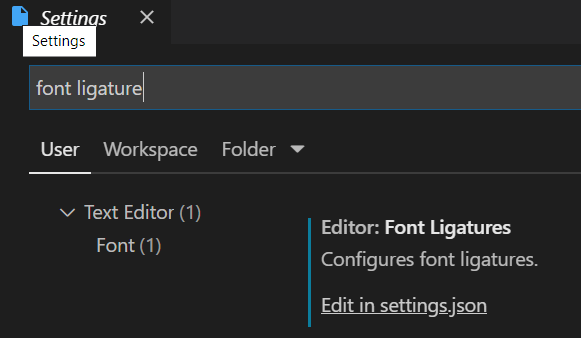 Settings
Settings
font ligature
User Workspace Folder
Text Editor (1)
Font (1)
Editor: Font Ligatures
Configures font ligatures.
Edit in settings.json